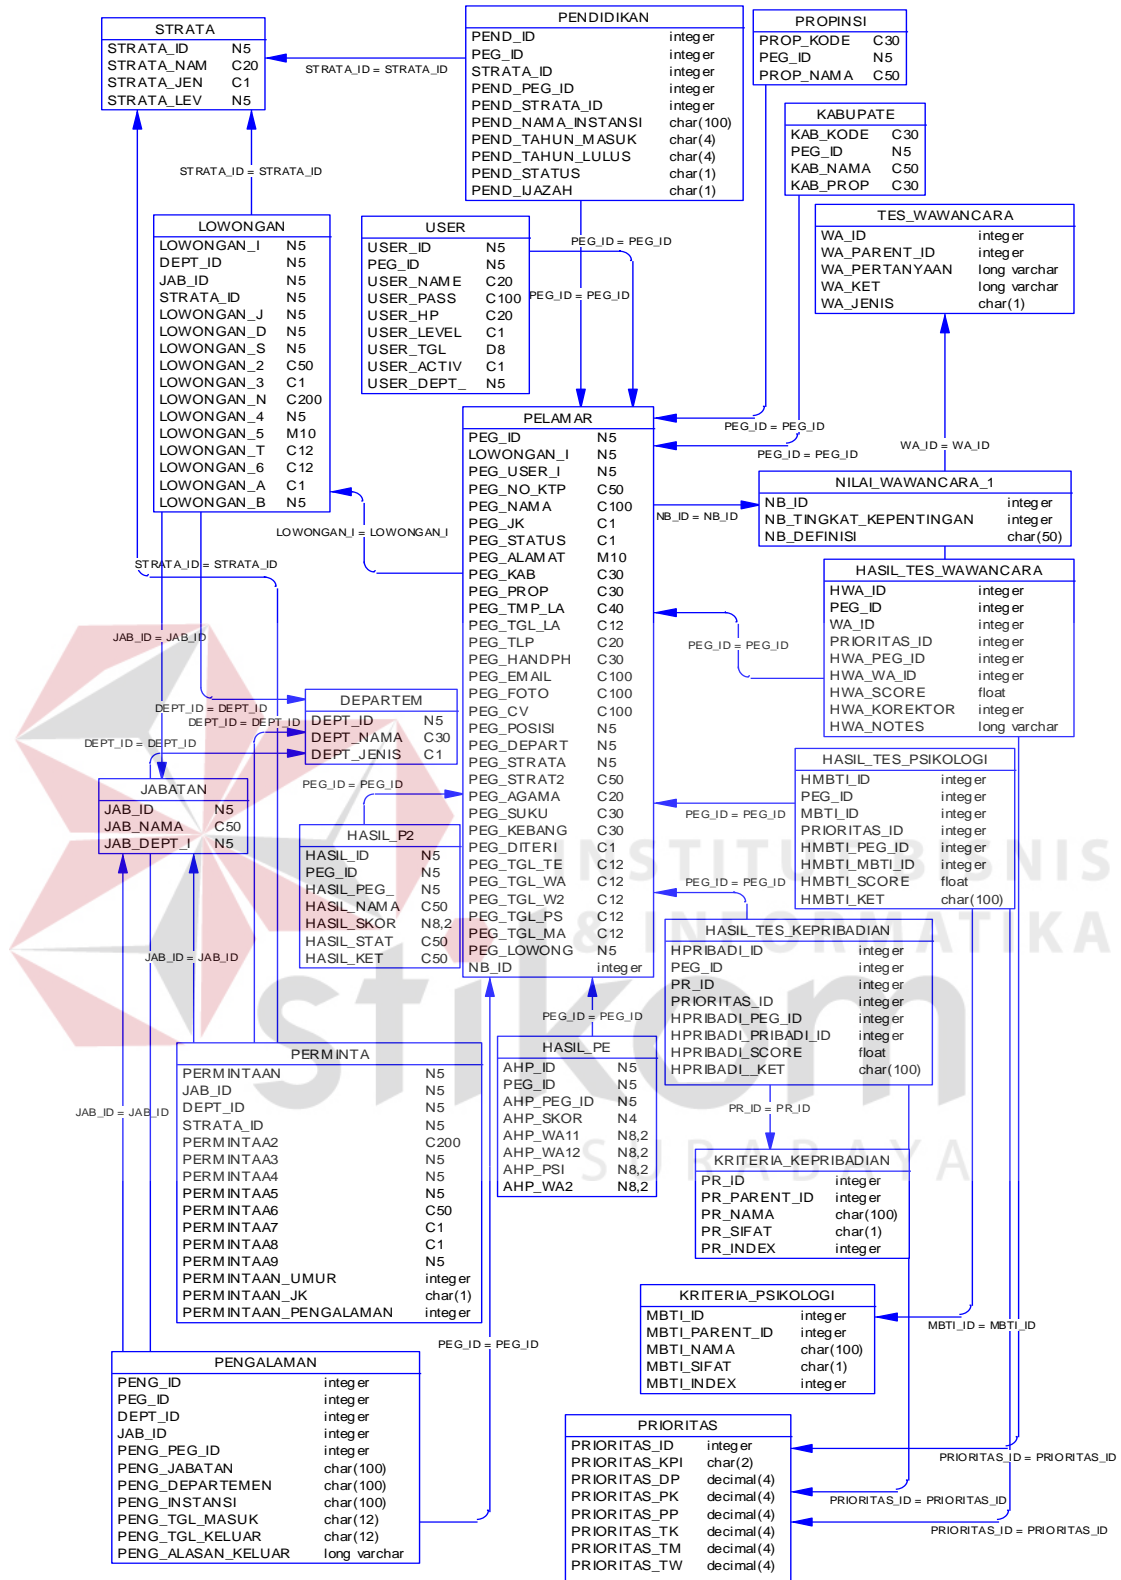 STRATA
STRATA_ID N5
STRATA_NAM C20
STRATA_JEN C1
STRATA_LEV N5
PENDIDIKAN
PEND_ID integer
PEG_ID integer
STRATA_ID integer
PEND_PEG_ID integer
PEND_STRATA_ID integer
PEND_NAMA_INSTANSI char(100)
PEND_TAHUN_MASUK char(4)
PEND_TAHUN_LULUS char(4)
PEND_STATUS char(1)
PEND_IJAZAH char(1)
PROPINSI
PROP_KODE C30
PEG_ID N5
PROP_NAMA C50
KABUPATE
KAB_KODE C30
PEG_ID N5
KAB_NAMA C50
KAB_PROP C30
STRATA_ID = STRATA_ID
STRATA_ID = STRATA_ID
LOWONGAN
LOWONGAN_I N5
DEPT_ID N5
JAB_ID N5
STRATA_ID N5
LOWONGAN_J N5
LOWONGAN_D N5
LOWONGAN_S N5
LOWONGAN_2 C50
LOWONGAN_3 C1
LOWONGAN_N C200
LOWONGAN_4 N5
LOWONGAN_5 M10
LOWONGAN_T C12
LOWONGAN_6 C12
LOWONGAN_A C1
LOWONGAN_B N5
USER
USER_ID N5
PEG_ID N5
USER_NAME C20
USER_PASS C100
USER_HP C20
USER_LEVEL C1
USER_TGL D8
USER_ACTIV C1
USER_DEPT_ N5
PEG_ID = PEG_ID
PEG_ID = PEG_ID
TES_WAWANCARA
WA_ID integer
WA_PARENT_ID integer
WA_PERTANYAAN long varchar
WA_KET long varchar
WA_JENIS char(1)
PELAMAR
PEG_ID N5
LOWONGAN_I N5
PEG_USER_I N5
PEG_NO_KTP C50
PEG_NAMA C100
PEG_JK C1
PEG_STATUS C1
PEG_ALAMAT M10
PEG_KAB C30
PEG_PROP C30
PEG_TMP_LA C40
PEG_TGL_LA C12
PEG_TLP C20
PEG_HANDPH C30
PEG_EMAIL C100
PEG_FOTO C100
PEG_CV C100
PEG_POSISI N5
PEG_DEPART N5
PEG_STRATA N5
PEG_STRAT2 C50
PEG_AGAMA C20
PEG_SUKU C30
PEG_KEBANG C30
PEG_DITERI C1
PEG_TGL_TE C12
PEG_TGL_WA C12
PEG_TGL_W2 C12
PEG_TGL_PS C12
PEG_TGL_MA C12
PEG_LOWONG N5
NB_ID integer
PEG_ID = PEG_ID
PEG_ID = PEG_ID
WA_ID = WA_ID
NILAI_WAWANCARA_1
NB_ID integer
NB_TINGKAT_KEPENTINGAN integer
NB_DEFINISI char(50)
NB_ID = NB_ID
LOWONGAN_I = LOWONGAN_I
STRATA_ID = STRATA_ID
HASIL_TES_WAWANCARA
HWA_ID integer
PEG_ID integer
WA_ID integer
PRIORITAS_ID integer
HWA_PEG_ID integer
HWA_WA_ID integer
HWA_SCORE float
HWA_KOREKTOR integer
HWA_NOTES long varchar
JAB_ID = JAB_ID
PEG_ID = PEG_ID
DEPARTEM
DEPT_ID N5
DEPT_NAMA C30
DEPT_JENIS C1
DEPT_ID = DEPT_ID
DEPT_ID = DEPT_ID
DEPT_ID = DEPT_ID
HASIL_TES_PSIKOLOGI
HMBTI_ID integer
PEG_ID integer
MBTI_ID integer
PRIORITAS_ID integer
HMBTI_PEG_ID integer
HMBTI_MBTI_ID integer
HMBTI_SCORE float
HMBTI_KET char(100)
JABATAN
JAB_ID N5
JAB_NAMA C50
JAB_DEPT_I N5
PEG_ID = PEG_ID
PEG_ID = PEG_ID
HASIL_P2
HASIL_ID N5
PEG_ID N5
HASIL_PEG_ N5
HASIL_NAMA C50
HASIL_SKOR N8,2
HASIL_STAT C50
HASIL_KET C50
PEG_ID = PEG_ID
INSTITUT BISNIS
& INFORMATIKA
stikom
SURABAYA
HASIL_TES_KEPRIBADIAN
HPRIBADI_ID integer
PEG_ID integer
PR_ID integer
PRIORITAS_ID integer
HPRIBADI_PEG_ID integer
HPRIBADI_PRIBADI_ID integer
HPRIBADI_SCORE float
HPRIBADI__KET char(100)
JAB_ID = JAB_ID
PEG_ID = PEG_ID
HASIL_PE
AHP_ID N5
PEG_ID N5
AHP_PEG_ID N5
AHP_SKOR N4
AHP_WA11 N8,2
AHP_WA12 N8,2
AHP_PSI N8,2
AHP_WA2 N8,2
PERMINTA
PERMINTAAN N5
JAB_ID N5
DEPT_ID N5
STRATA_ID N5
PERMINTAA2 C200
PERMINTAA3 N5
PERMINTAA4 N5
PERMINTAA5 N5
PERMINTAA6 C50
PERMINTAA7 C1
PERMINTAA8 C1
PERMINTAA9 N5
PERMINTAAN_UMUR integer
PERMINTAAN_JK char(1)
PERMINTAAN_PENGALAMAN integer
JAB_ID = JAB_ID
PR_ID = PR_ID
KRITERIA_KEPRIBADIAN
PR_ID integer
PR_PARENT_ID integer
PR_NAMA char(100)
PR_SIFAT char(1)
PR_INDEX integer
KRITERIA_PSIKOLOGI
MBTI_ID integer
MBTI_PARENT_ID integer
MBTI_NAMA char(100)
MBTI_SIFAT char(1)
MBTI_INDEX integer
MBTI_ID = MBTI_ID
PEG_ID = PEG_ID
PENGALAMAN
PENG_ID integer
PEG_ID integer
DEPT_ID integer
JAB_ID integer
PENG_PEG_ID integer
PENG_JABATAN char(100)
PENG_DEPARTEMEN char(100)
PENG_INSTANSI char(100)
PENG_TGL_MASUK char(12)
PENG_TGL_KELUAR char(12)
PENG_ALASAN_KELUAR long varchar
PRIORITAS
PRIORITAS_ID integer
PRIORITAS_KPI char(2)
PRIORITAS_DP decimal(4)
PRIORITAS_PK decimal(4)
PRIORITAS_PP decimal(4)
PRIORITAS_TK decimal(4)
PRIORITAS_TM decimal(4)
PRIORITAS_TW decimal(4)
PRIORITAS_ID = PRIORITAS_ID
PRIORITAS_ID = PRIORITAS_ID
PRIORITAS_ID = PRIORITAS_ID